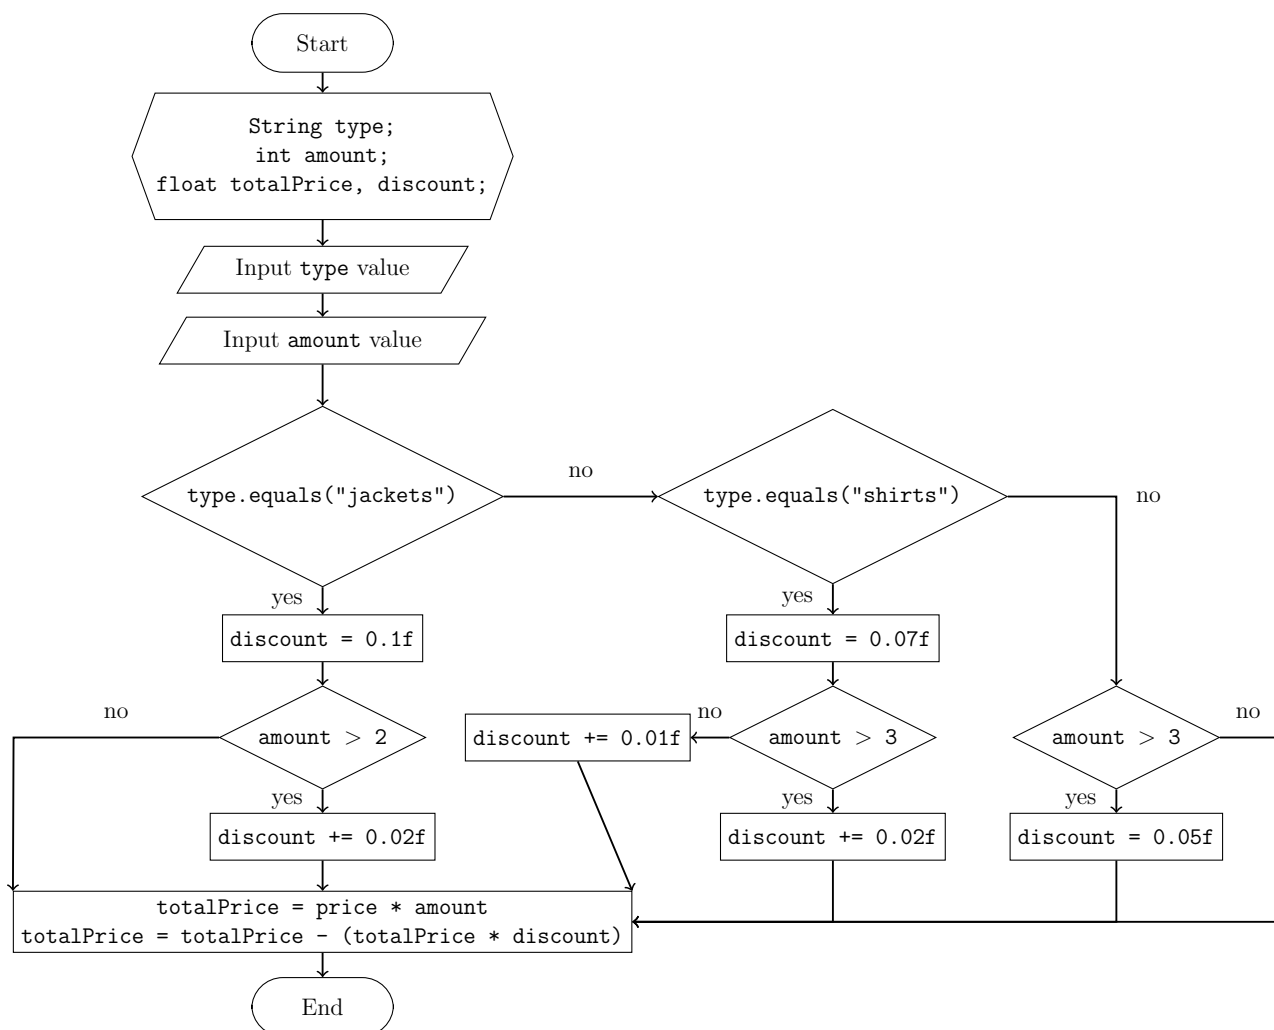 Start
String type;
int amount;
float totalPrice, discount;
Input type value
Input amount value
type.equals("jackets")
no
type.equals("shirts")
no
yes
discount = 0.1f
yes
discount = 0.07f
no
amount > 2
discount += 0.01f
no
amount > 3
amount > 3
no
yes
discount += 0.02f
yes
discount += 0.02f
yes
discount = 0.05f
totalPrice = price * amount
totalPrice = totalPrice - (totalPrice * discount)
End